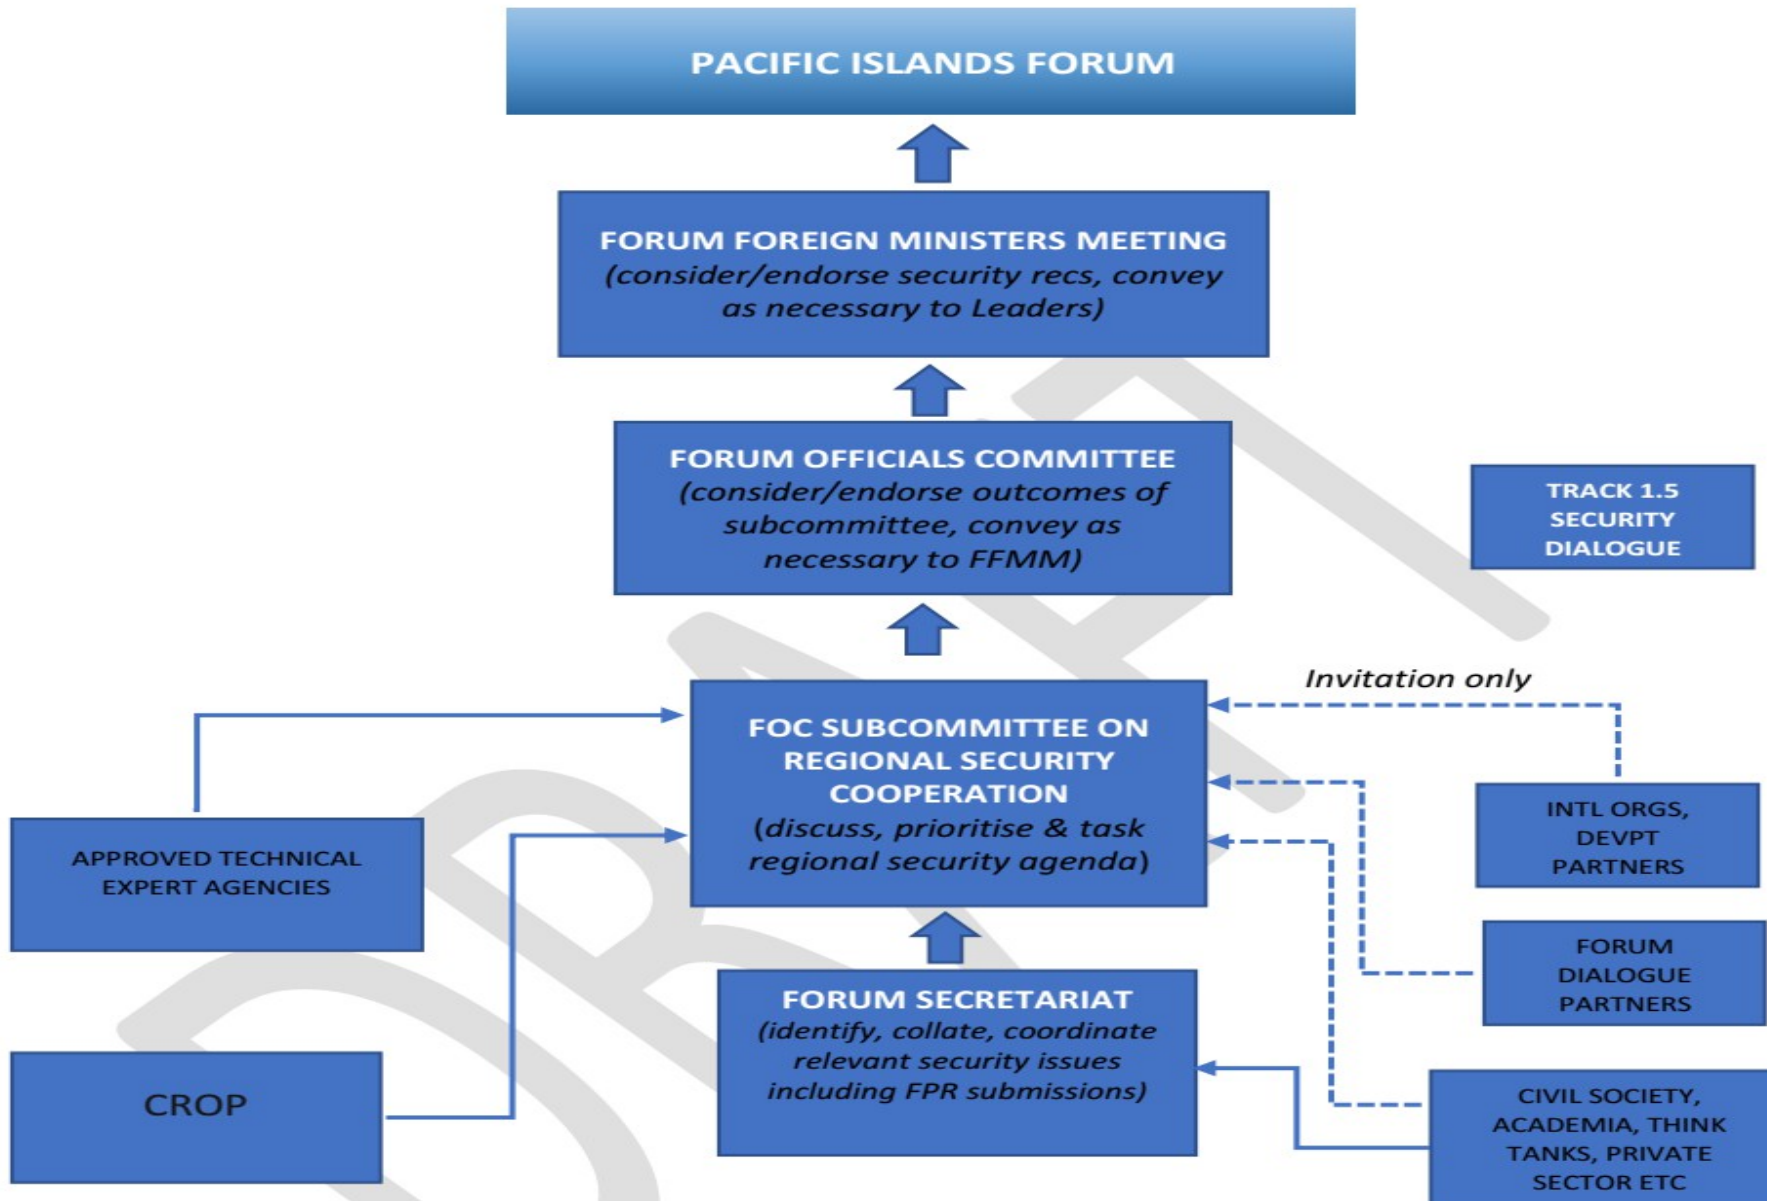 PACIFIC ISLANDS FORUM
FORUM FOREIGN MINISTERS MEETING
(consider/endorse security recs, convey
as necessary to Leaders)
FORUM OFFICIALS COMMITTEE
(consider/endorse outcomes of
subcommittee, convey as
necessary to FFMM)
TRACK 1.5
SECURITY
DIALOGUE
Invitation only
FOC SUBCOMMITTEE ON
REGIONAL SECURITY
COOPERATION
(discuss, prioritise & task
regional security agenda)
APPROVED TECHNICAL
EXPERT AGENCIES
INTL ORGS,
DEVPT
PARTNERS
FORUM
DIALOGUE
PARTNERS
FORUM SECRETARIAT
(identify, collate, coordinate
relevant security issues
including FPR submissions)
CROP
CIVIL SOCIETY,
ACADEMIA, THINK
TANKS, PRIVATE
SECTOR ETC
DRAFT